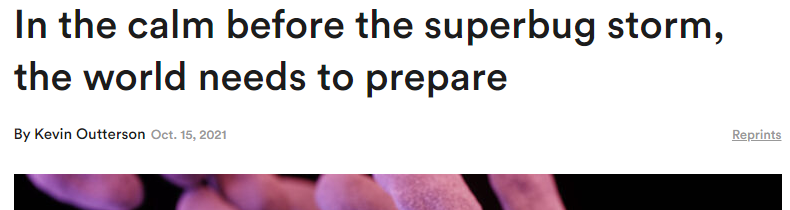 In the calm before the superbug storm,
the world needs to prepare
By Kevin Outterson Oct. 15, 2021
Reprints